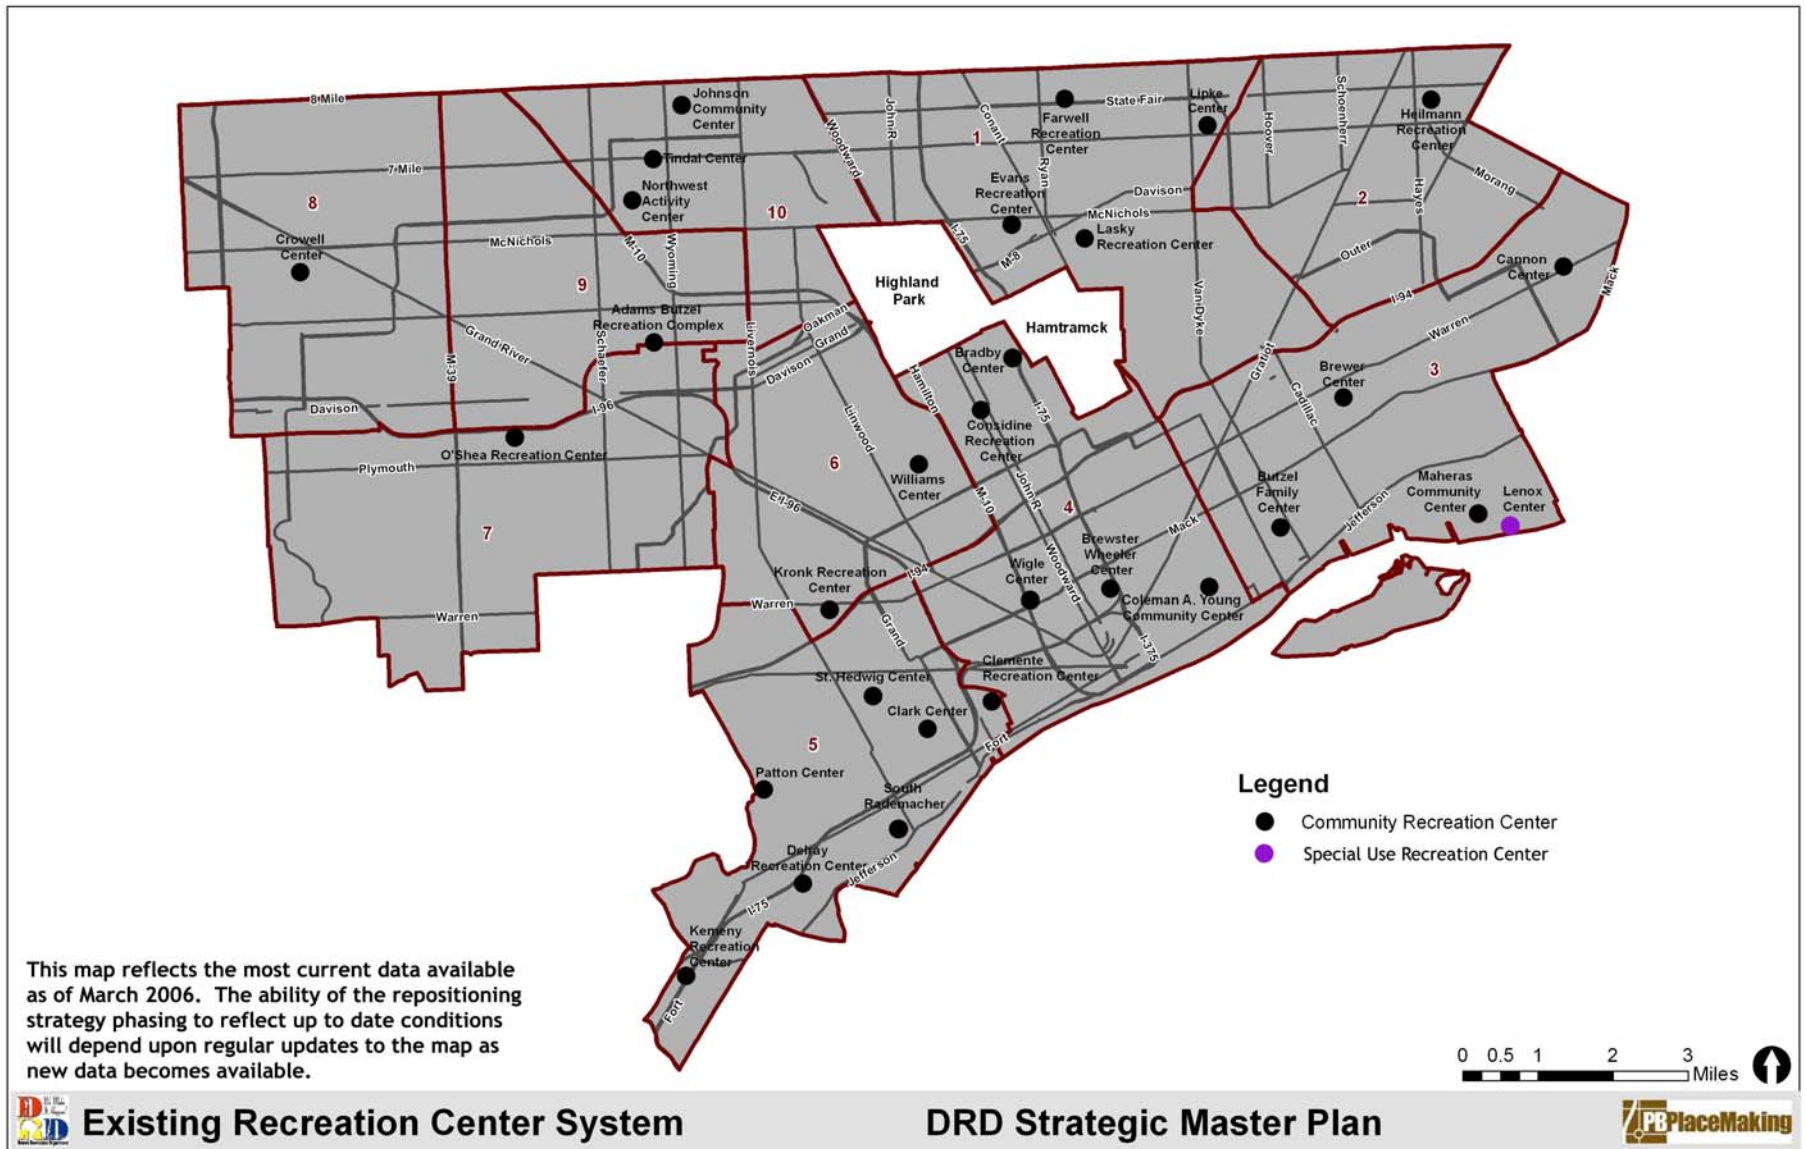 8 Mile
Johnson
Community
Center
Woodward
John R
Conant
State Fair
Farwell
Recreation
Center
Ryan
Lipke
Center
Hoover
Schoenherr
Heilmann
Recreation
Center
1
7 Mile
Tindal Center
Northwest
Activity
Center
8
10
Evans
Recreation
Center
Davison
McNichols
2
Hayes
Morang
Crowell
Center
McNichols
M-10
Wyoming
I-75
M-8
Lasky
Recreation Center
Outer
Cannon
Center
Mack
9
Highland
Park
Van Dyke
I-94
Adams Butzel
Recreation Complex
Oakman
Hamtramck
Warren
Grand River
Schaefer
Livernois
Grand
Davison
M-39
Bradby
Center
Gratiot
Brewer
Center
3
Hamilton
I-75
Cadillac
Davison
I-96
Linwood
Considine
Recreation
Center
O'Shea Recreation Center
Plymouth
6
Williams
Center
John R
M-10
4
E I-96
Butzel
Family
Center
Maheras
Community
Center
Lenox
Center
Jefferson
Mack
7
Brewster
Wheeler
Center
Kronk Recreation
Center
I-94
Wigle
Center
Woodward
Coleman A. Young
Community Center
Warren
Warren
Grand
I-375
St. Hedwig Center
Clemente
Recreation Center
Clark Center
5
Fort
Patton Center
South
Rademacher
Delray
Recreation Center
Jefferson
I-75
Kemeny
Recreation
Center
Fort
Legend
Community Recreation Center
Special Use Recreation Center
This map reflects the most current data available
as of March 2006. The ability of the repositioning
strategy phasing to reflect up to date conditions
will depend upon regular updates to the map as
new data becomes available.
0 0.5 1 2 3
Miles
Existing Recreation Center System
DRD Strategic Master Plan
PBPlaceMaking